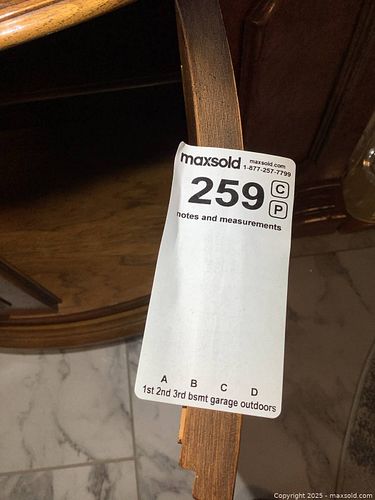 maxsold maxsold.com
1-877-257-7799
259 C
P
notes and measurements
A B C D
1st 2nd 3rd bsmt garage outdoors
Copyright 2025 - maxsold.com